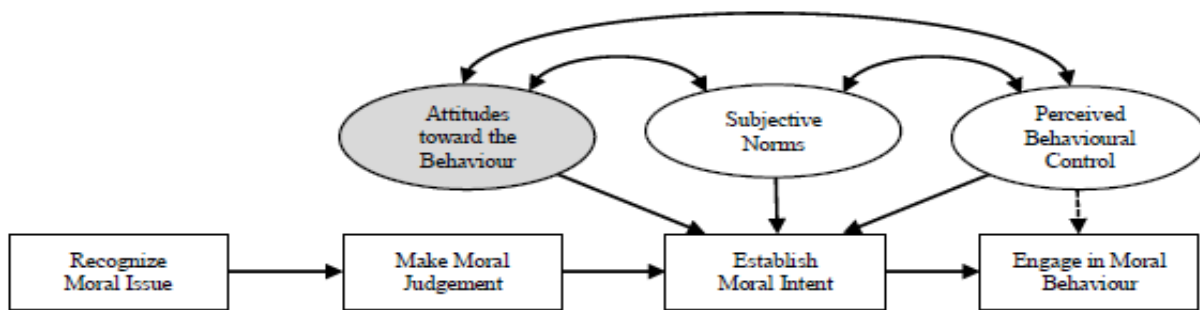 Attitudes
toward the
Behaviour
Subjective
Norms
Perceived
Behavioural
Control
Recognize
Moral Issue
Make Moral
Judgement
Establish
Moral Intent
Engage in Moral
Behaviour